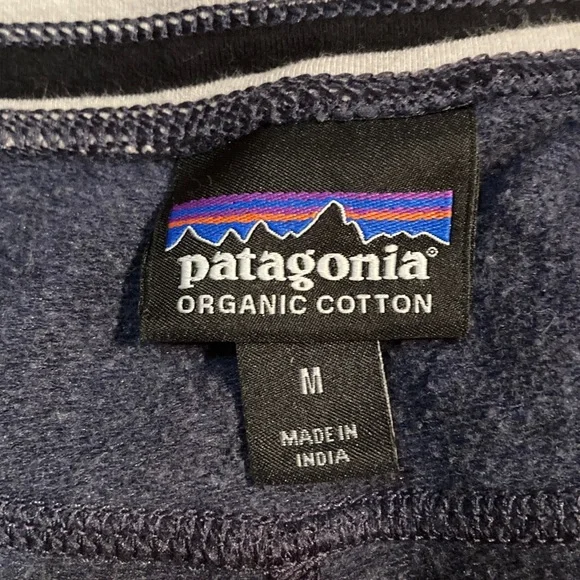 patagonia®
ORGANIC COTTON
M
MADE IN
INDIA